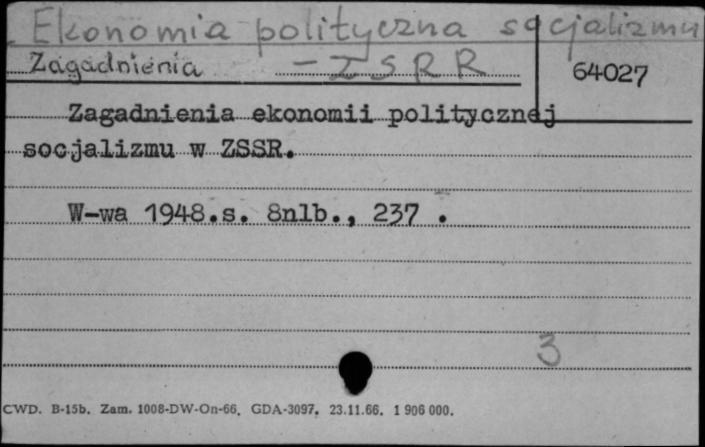 Ekonomia polityczna socjalizmu
Zagadnienia - ZSRR
64027
Zagadnienia ekonomii politycznej
socjalizmu w ZSSR.
W-wa 1948.s. 8nlb., 237 .
3
CWD. B-15b. Zam. 1008-DW-On-66. GDA-3097. 23.11.66. 1 906 000.